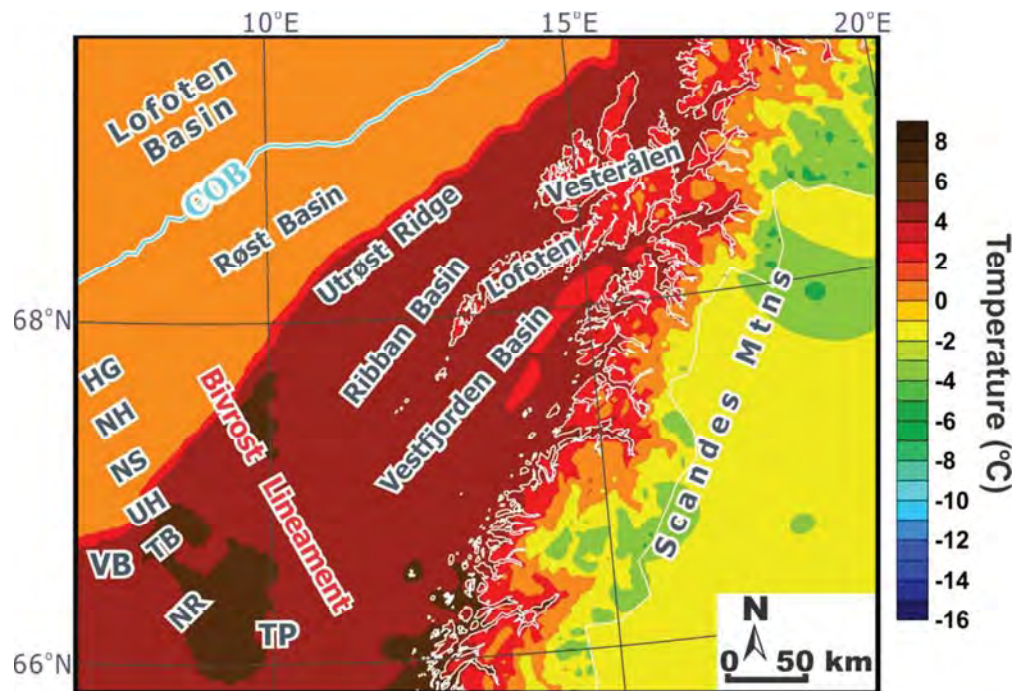 10°E
15°E
20°E
Lofoten
Basin
COB
Røst Basin
Utrøst Ridge
Vesterålen
Lofoten
Ribban Basin
Vestfjorden Basin
68°N
HG
NH
NS
UH
TB
VB
NR
TP
Bivrost Lineament
Scandes Mtns
66°N
N
0 50 km
8
6
4
2
0
-2
-4
-6
-8
-10
-12
-14
-16
Temperature (°C)